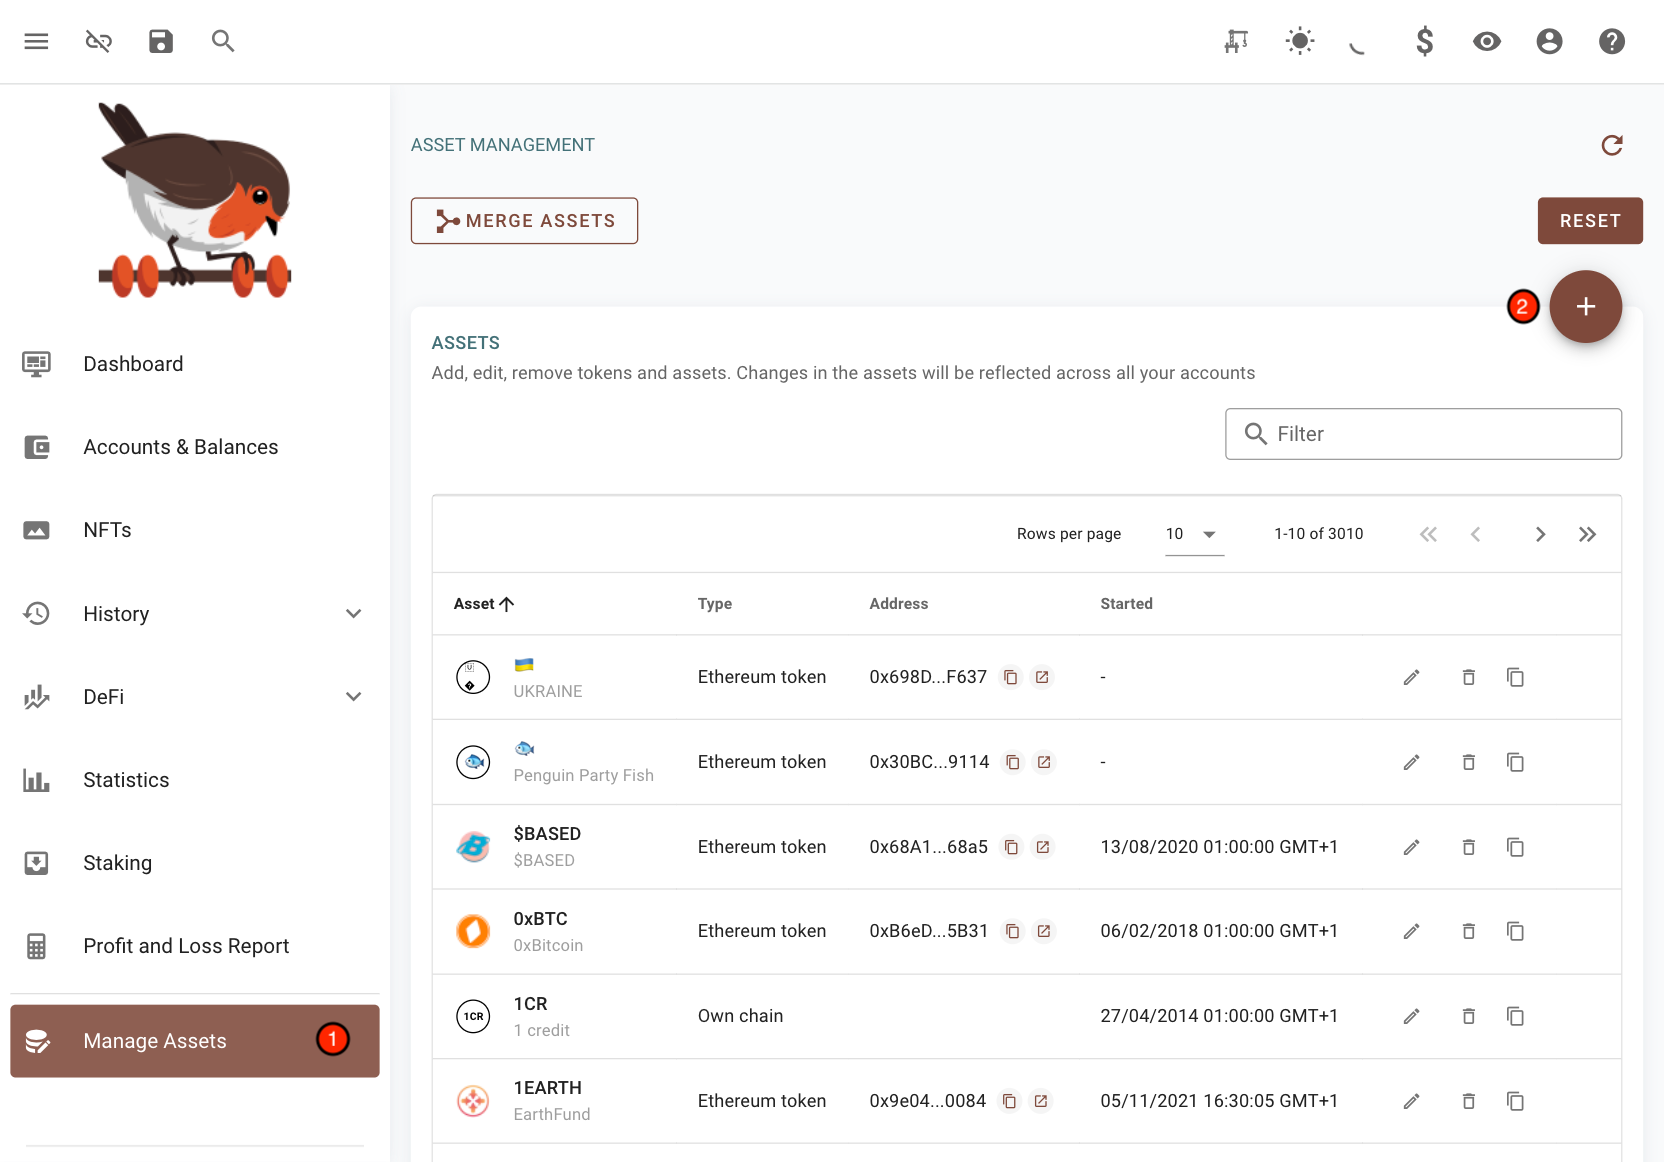 ASSET MANAGEMENT
MERGE ASSETS
RESET
2
+
ASSETS
Add, edit, remove tokens and assets. Changes in the assets will be reflected across all your accounts
Filter
Dashboard
Accounts & Balances
NFTs
History
DeFi
Statistics
Staking
Profit and Loss Report
Manage Assets 1
Rows per page 10 1-10 of 3010
Asset Type Address Started
🇺🇦
UKRAINE Ethereum token 0x698D...F637 -
🐟
Penguin Party Fish Ethereum token 0x30BC...9114 -
$BASED
$BASED Ethereum token 0x68A1...68a5 13/08/2020 01:00:00 GMT+1
0xBTC
0xBitcoin Ethereum token 0xB6eD...5B31 06/02/2018 01:00:00 GMT+1
1CR
1CR
1 credit Own chain 27/04/2014 01:00:00 GMT+1
1EARTH
EarthFund Ethereum token 0x9e04...0084 05/11/2021 16:30:05 GMT+1